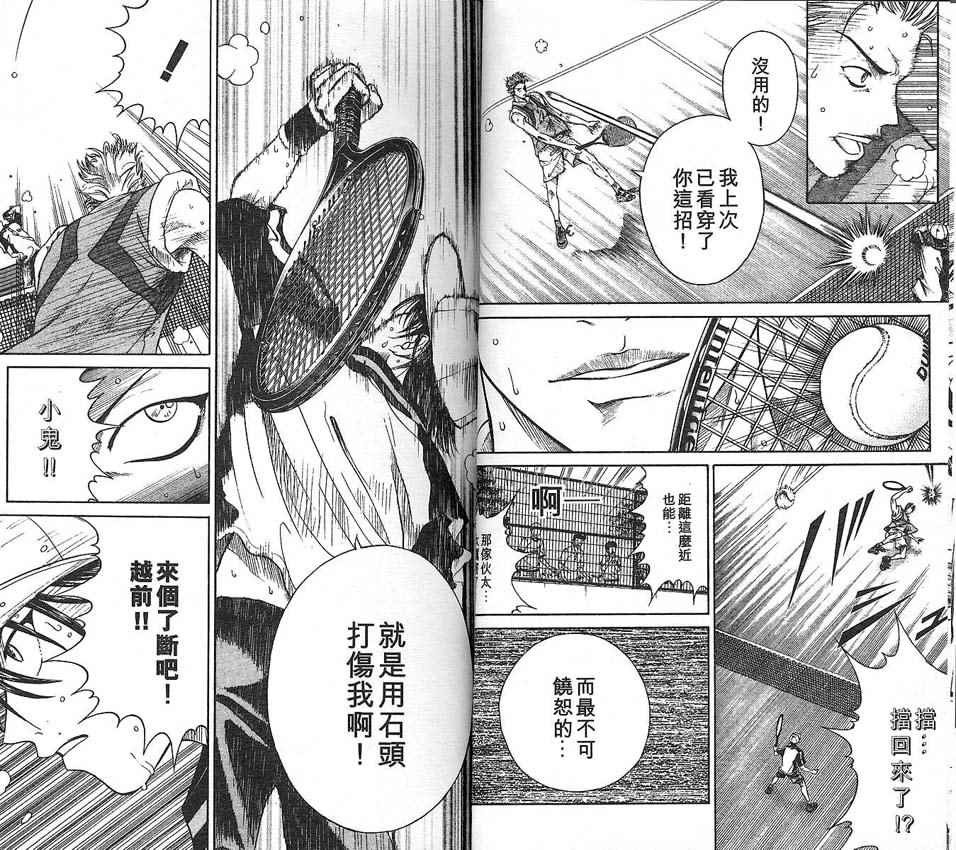 沒用的！
我上次
已看穿了
你這招！
DUN
擋…
擋回來了!?
距離這麼近
也能…
啊——
那傢伙太…
而最不可
饒恕的…
就是用石頭
打傷我啊！
！
小鬼!!
來個了斷吧！
越前!!